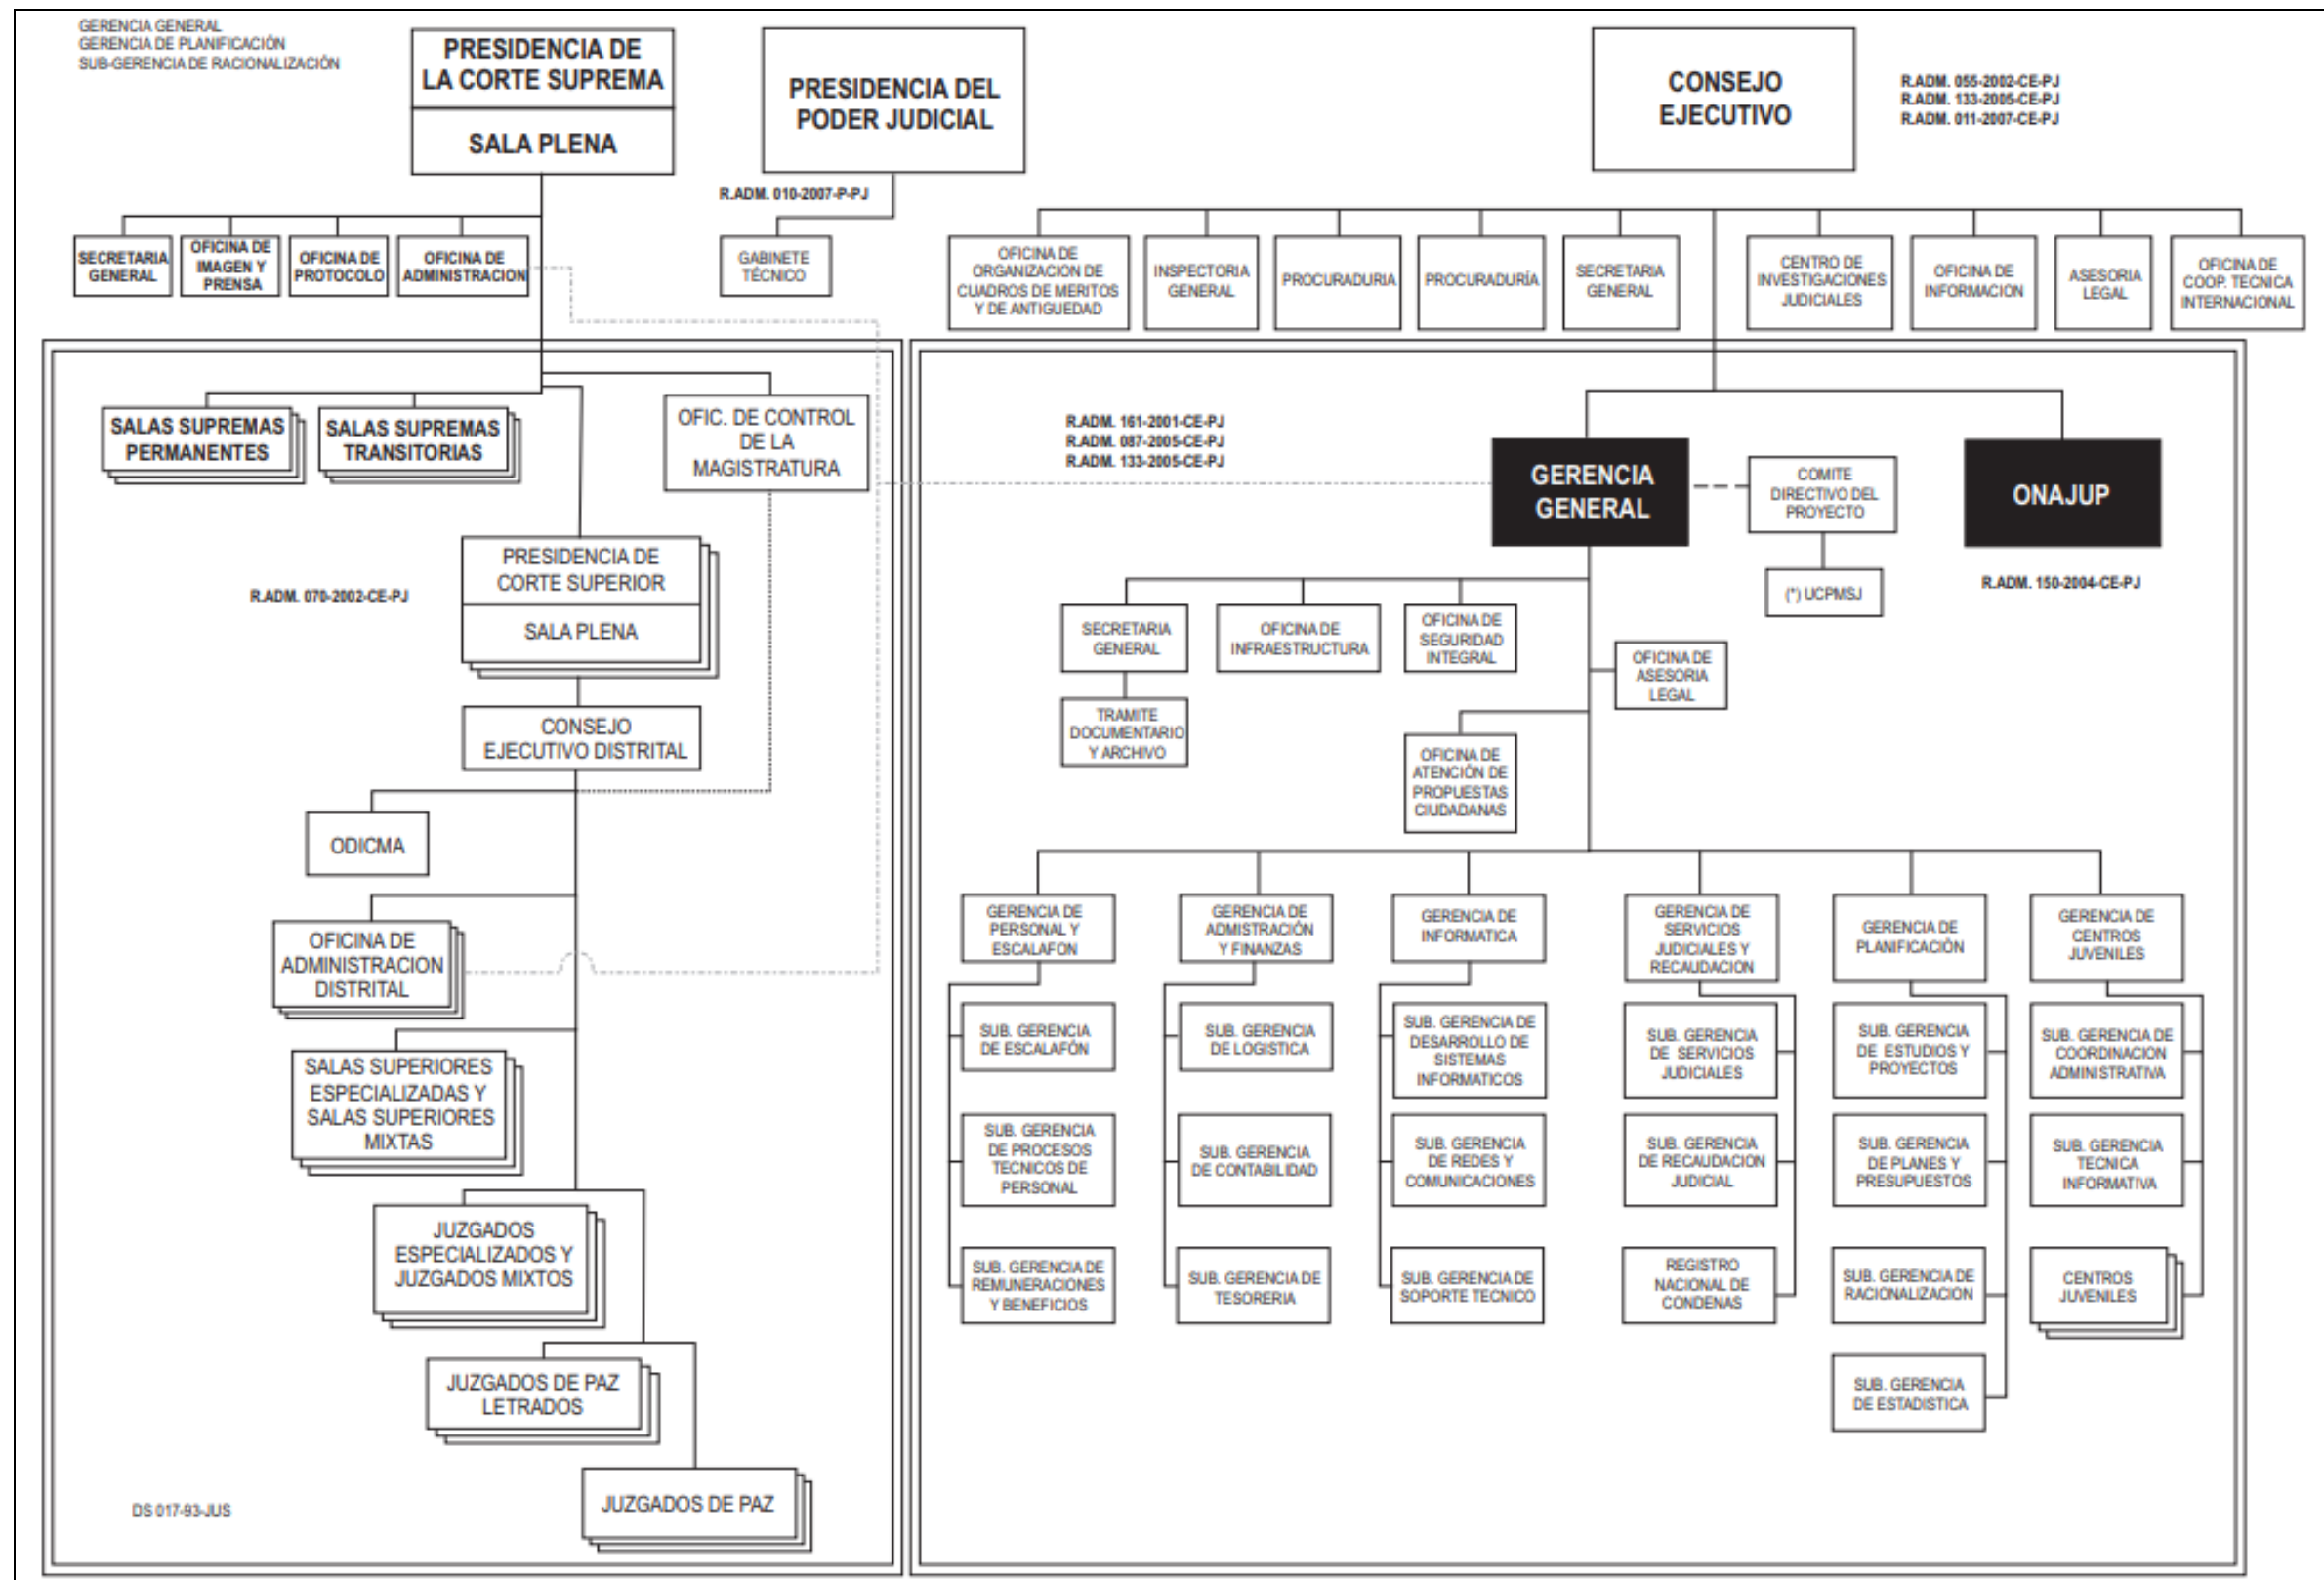 GERENCIA GENERAL
GERENCIA DE PLANIFICACIÓN
SUB-GERENCIA DE RACIONALIZACIÓN
PRESIDENCIA DE
LA CORTE SUPREMA
SALA PLENA
PRESIDENCIA DEL
PODER JUDICIAL
CONSEJO
EJECUTIVO
R.ADM. 055-2002-CE-PJ
R.ADM. 133-2005-CE-PJ
R.ADM. 011-2007-CE-PJ
R.ADM. 010-2007-P-PJ
SECRETARIA
GENERAL
OFICINA DE
IMAGEN Y
PRENSA
OFICINA DE
PROTOCOLO
OFICINA DE
ADMINISTRACION
GABINETE
TÉCNICO
OFICINA DE
ORGANIZACION DE
CUADROS DE MERITOS
Y DE ANTIGUEDAD
INSPECTORIA
GENERAL
PROCURADURIA
PROCURADURÍA
SECRETARIA
GENERAL
CENTRO DE
INVESTIGACIONES
JUDICIALES
OFICINA DE
INFORMACION
ASESORIA
LEGAL
OFICINA DE
COOP. TECNICA
INTERNACIONAL
SALAS SUPREMAS
PERMANENTES
SALAS SUPREMAS
TRANSITORIAS
OFIC. DE CONTROL
DE LA
MAGISTRATURA
PRESIDENCIA DE
CORTE SUPERIOR
SALA PLENA
R.ADM. 070-2002-CE-PJ
CONSEJO
EJECUTIVO DISTRITAL
ODICMA
OFICINA DE
ADMINISTRACION
DISTRITAL
SALAS SUPERIORES
ESPECIALIZADAS Y
SALAS SUPERIORES
MIXTAS
JUZGADOS
ESPECIALIZADOS Y
JUZGADOS MIXTOS
JUZGADOS DE PAZ
LETRADOS
JUZGADOS DE PAZ
DS 017-93-JUS
R.ADM. 161-2001-CE-PJ
R.ADM. 087-2005-CE-PJ
R.ADM. 133-2005-CE-PJ
GERENCIA
GENERAL
COMITE
DIRECTIVO DEL
PROYECTO
ONAJUP
(*) UCPMSJ
R.ADM. 150-2004-CE-PJ
SECRETARIA
GENERAL
OFICINA DE
INFRAESTRUCTURA
OFICINA DE
SEGURIDAD
INTEGRAL
OFICINA DE
ASESORIA
LEGAL
TRAMITE
DOCUMENTARIO
Y ARCHIVO
OFICINA DE
ATENCIÓN DE
PROPUESTAS
CIUDADANAS
GERENCIA DE
PERSONAL Y
ESCALAFON
GERENCIA DE
ADMISTRACIÓN
Y FINANZAS
GERENCIA DE
INFORMATICA
GERENCIA DE
SERVICIOS
JUDICIALES Y
RECAUDACION
GERENCIA DE
PLANIFICACIÓN
GERENCIA DE
CENTROS
JUVENILES
SUB. GERENCIA
DE ESCALAFÓN
SUB. GERENCIA
DE LOGISTICA
SUB. GERENCIA DE
DESARROLLO DE
SISTEMAS
INFORMATICOS
SUB. GERENCIA
DE SERVICIOS
JUDICIALES
SUB. GERENCIA
DE ESTUDIOS Y
PROYECTOS
SUB. GERENCIA DE
COORDINACION
ADMINISTRATIVA
SUB. GERENCIA
DE PROCESOS
TECNICOS DE
PERSONAL
SUB. GERENCIA
DE CONTABILIDAD
SUB. GERENCIA
DE REDES Y
COMUNICACIONES
SUB. GERENCIA
DE RECAUDACION
JUDICIAL
SUB. GERENCIA
DE PLANES Y
PRESUPUESTOS
SUB. GERENCIA
TECNICA
INFORMATIVA
SUB. GERENCIA DE
REMUNERACIONES
Y BENEFICIOS
SUB. GERENCIA DE
TESORERIA
SUB. GERENCIA DE
SOPORTE TECNICO
REGISTRO
NACIONAL DE
CONDENAS
SUB. GERENCIA DE
RACIONALIZACION
CENTROS
JUVENILES
SUB. GERENCIA
DE ESTADISTICA